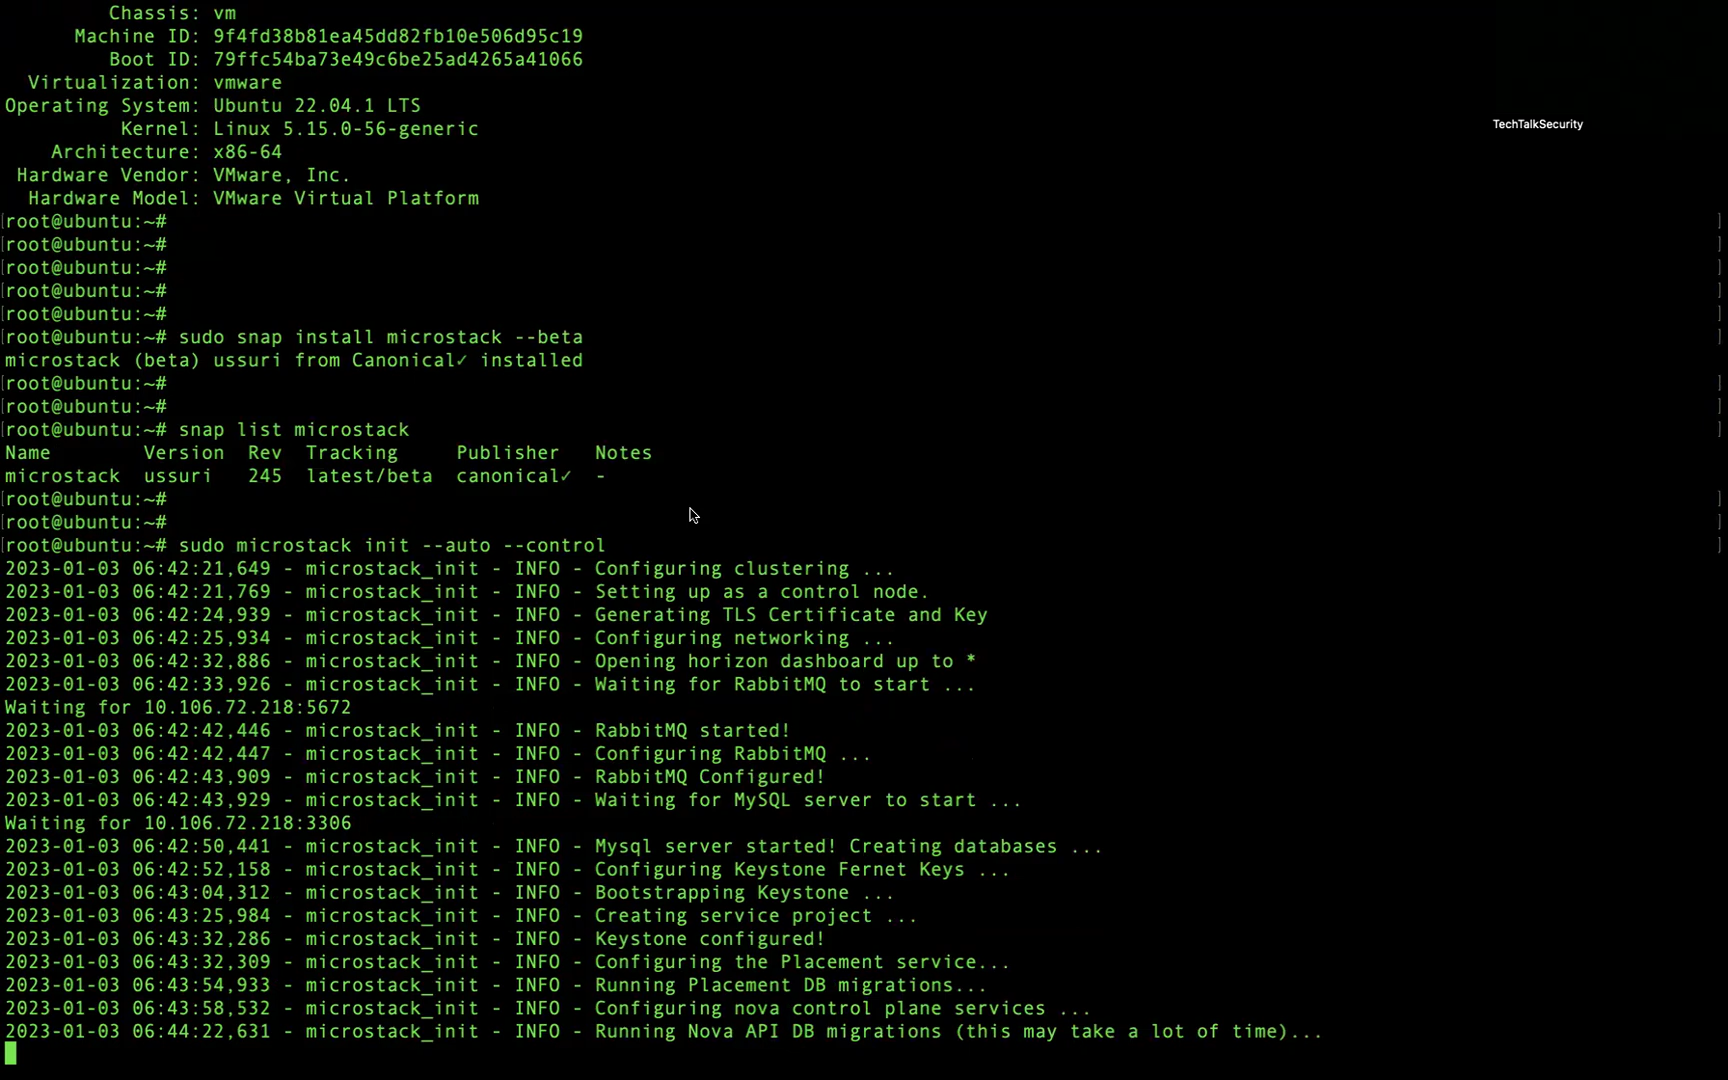 Chassis: vm
Machine ID: 9f4fd38b81ea45dd82fb10e506d95c19
Boot ID: 79ffc54ba73e49c6be25ad4265a41066
Virtualization: vmware
Operating System: Ubuntu 22.04.1 LTS
TechTalkSecurity
Kernel: Linux 5.15.0-56-generic
Architecture: x86-64
Hardware Vendor: VMware, Inc.
Hardware Model: VMware Virtual Platform
[root@ubuntu:~# ]
[root@ubuntu:~# ]
[root@ubuntu:~# ]
[root@ubuntu:~# ]
[root@ubuntu:~# ]
[root@ubuntu:~# sudo snap install microstack --beta ]
microstack (beta) ussuri from Canonical✓ installed
[root@ubuntu:~# ]
[root@ubuntu:~# ]
[root@ubuntu:~# snap list microstack ]
Name Version Rev Tracking Publisher Notes
microstack ussuri 245 latest/beta canonical✓ -
[root@ubuntu:~# ]
[root@ubuntu:~# ]
[root@ubuntu:~# sudo microstack init --auto --control ]
2023-01-03 06:42:21,649 - microstack_init - INFO - Configuring clustering ...
2023-01-03 06:42:21,769 - microstack_init - INFO - Setting up as a control node.
2023-01-03 06:42:24,939 - microstack_init - INFO - Generating TLS Certificate and Key
2023-01-03 06:42:25,934 - microstack_init - INFO - Configuring networking ...
2023-01-03 06:42:32,886 - microstack_init - INFO - Opening horizon dashboard up to *
2023-01-03 06:42:33,926 - microstack_init - INFO - Waiting for RabbitMQ to start ...
Waiting for 10.106.72.218:5672
2023-01-03 06:42:42,446 - microstack_init - INFO - RabbitMQ started!
2023-01-03 06:42:42,447 - microstack_init - INFO - Configuring RabbitMQ ...
2023-01-03 06:42:43,909 - microstack_init - INFO - RabbitMQ Configured!
2023-01-03 06:42:43,929 - microstack_init - INFO - Waiting for MySQL server to start ...
Waiting for 10.106.72.218:3306
2023-01-03 06:42:50,441 - microstack_init - INFO - Mysql server started! Creating databases ...
2023-01-03 06:42:52,158 - microstack_init - INFO - Configuring Keystone Fernet Keys ...
2023-01-03 06:43:04,312 - microstack_init - INFO - Bootstrapping Keystone ...
2023-01-03 06:43:25,984 - microstack_init - INFO - Creating service project ...
2023-01-03 06:43:32,286 - microstack_init - INFO - Keystone configured!
2023-01-03 06:43:32,309 - microstack_init - INFO - Configuring the Placement service...
2023-01-03 06:43:54,933 - microstack_init - INFO - Running Placement DB migrations...
2023-01-03 06:43:58,532 - microstack_init - INFO - Configuring nova control plane services ...
2023-01-03 06:44:22,631 - microstack_init - INFO - Running Nova API DB migrations (this may take a lot of time)...